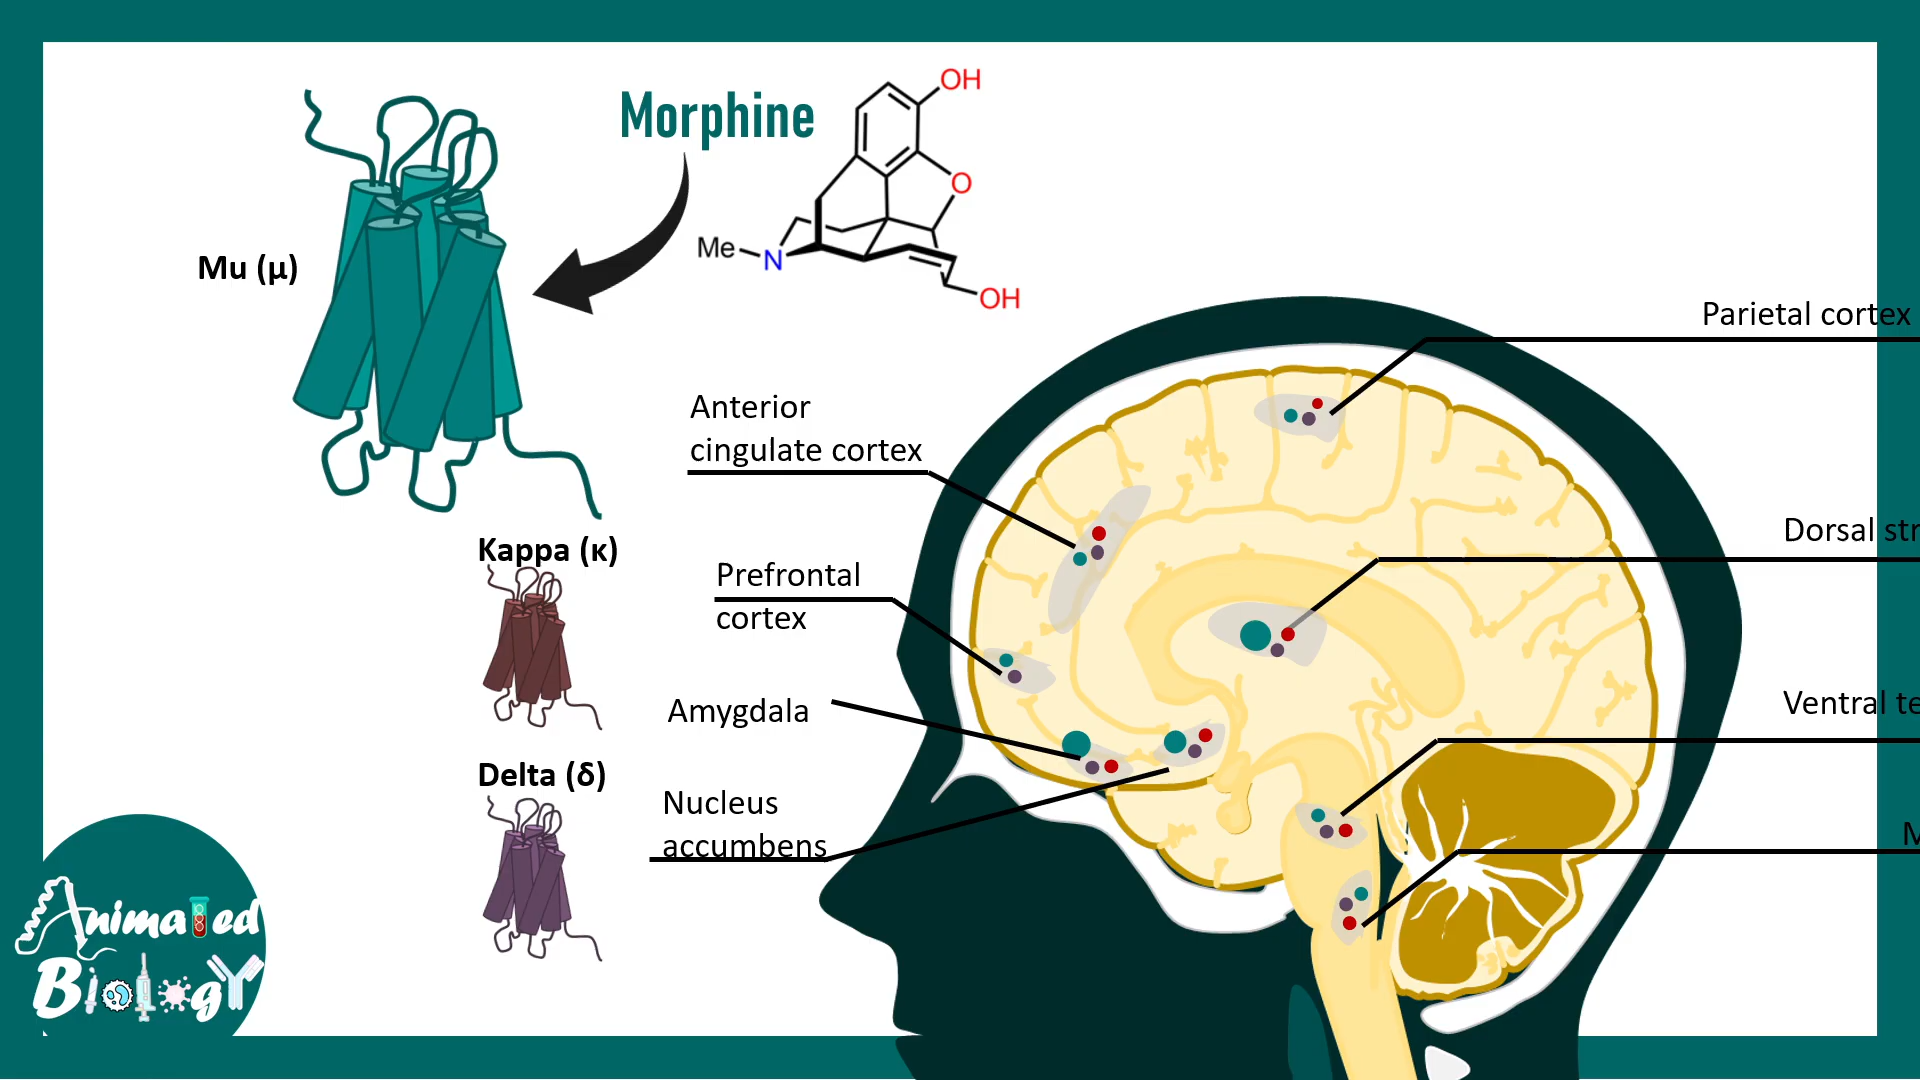 Morphine
OH
O
Me
N
OH
Mu (μ)
Parietal cortex
Anterior
cingulate cortex
Dorsal str
Kappa (κ)
Prefrontal
cortex
Amygdala
Ventral te
Delta (δ)
Nucleus
accumbens
M
Animated
Biology